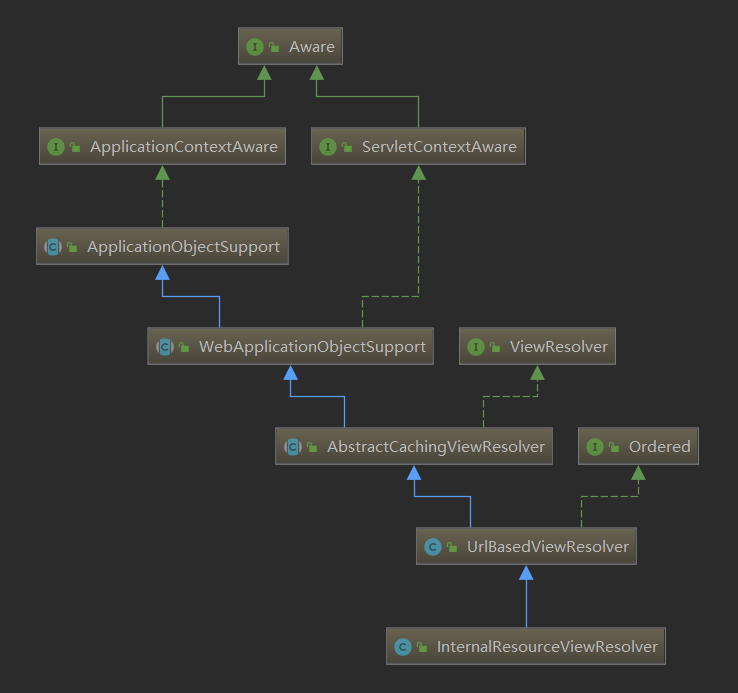 Aware
ApplicationContextAware
ServletContextAware
ApplicationObjectSupport
WebApplicationObjectSupport
ViewResolver
AbstractCachingViewResolver
Ordered
UrlBasedViewResolver
InternalResourceViewResolver